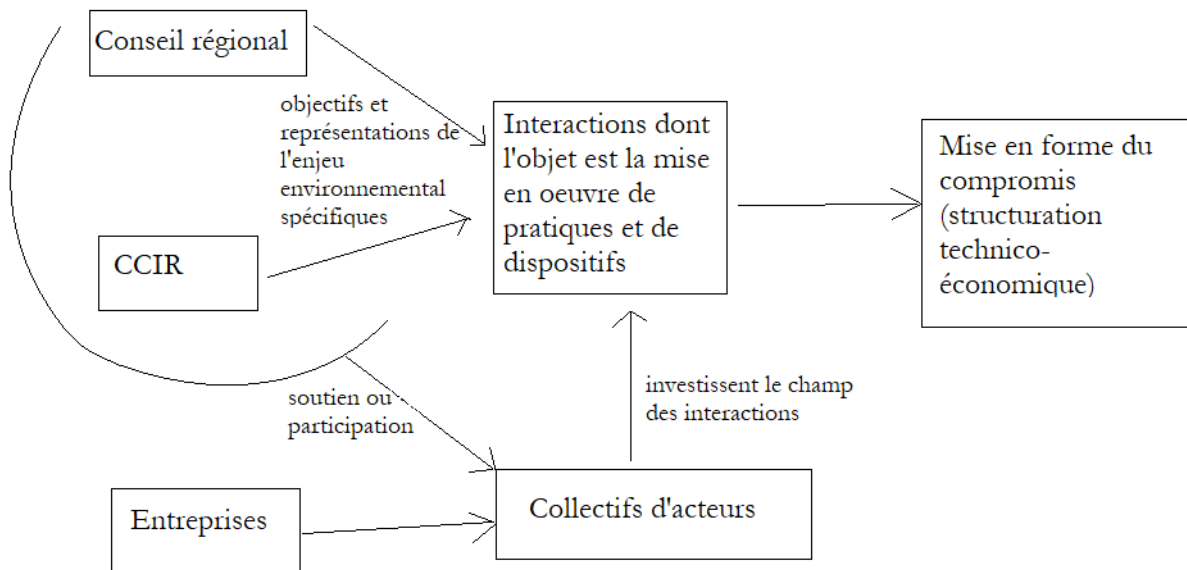 Conseil régional
objectifs et
représentations de
l'enjeu
environnemental
spécifiques
CCIR
Interactions dont
l'objet est la mise
en oeuvre de
pratiques et de
dispositifs
Mise en forme du
compromis
(structuration
technico-
économique)
soutien ou
participation
investissent le champ
des interactions
Entreprises
Collectifs d'acteurs